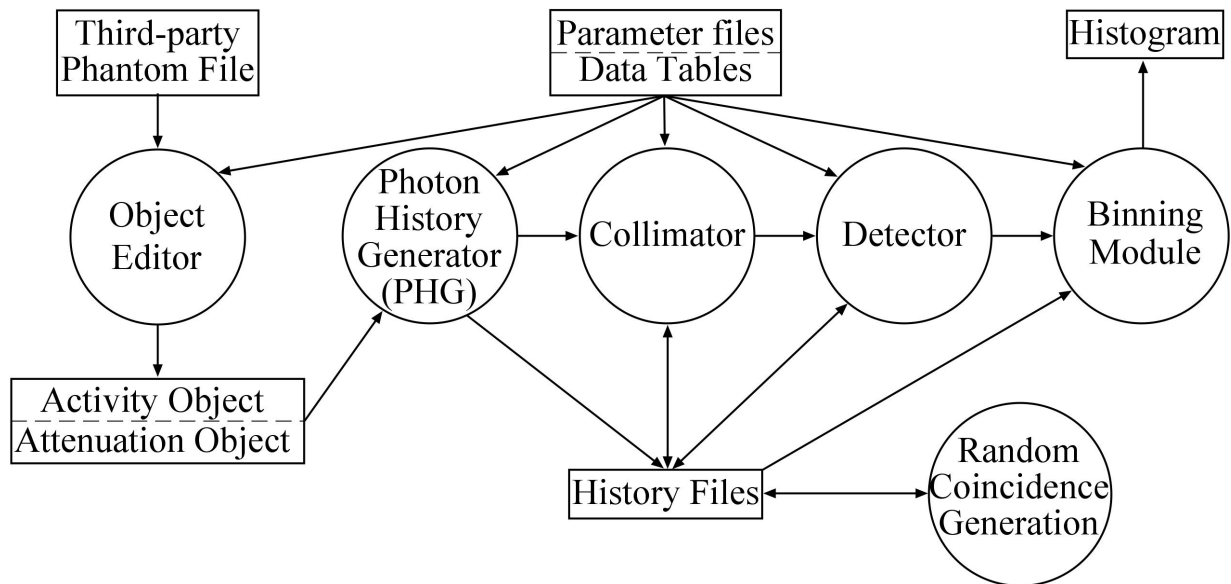 Third-party
Phantom File
Parameter files
Data Tables
Histogram
Object
Editor
Photon
History
Generator
(PHG)
Collimator
Detector
Binning
Module
Activity Object
Attenuation Object
History Files
Random
Coincidence
Generation